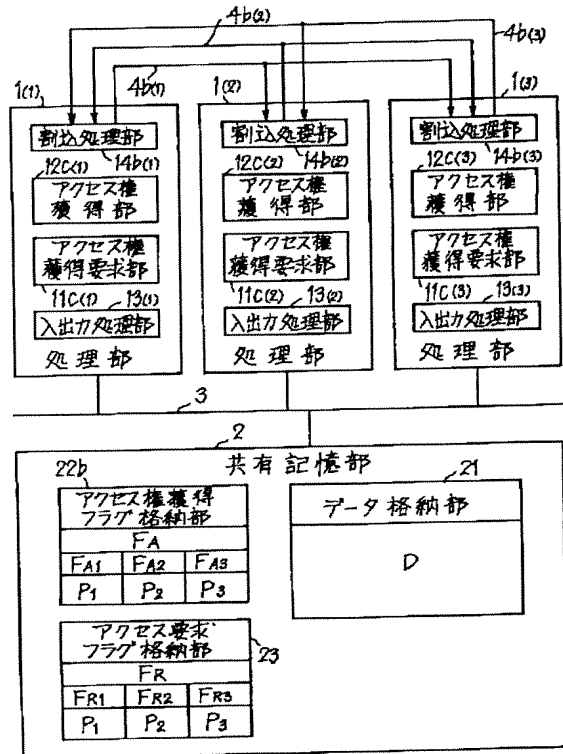 4b(2)
4b(3)
4b(1)
1(1)
1(2)
1(3)
割込処理部
割込処理部
割込処理部
12C(1)
14b(1)
12C(2)
14b(2)
12C(3)
14b(3)
アクセス権
獲得部
アクセス権
獲得部
アクセス権
獲得部
アクセス権
獲得要求部
アクセス権
獲得要求部
アクセス権
獲得要求部
11C(1)
13(1)
11C(2)
13(2)
11C(3)
13(3)
入出力処理部
入出力処理部
入出力処理部
処理部
処理部
処理部
3
2
共有記憶部
22b
21
アクセス権獲得
フラグ格納部
FA
FA1 FA2 FA3
P1 P2 P3
データ格納部
D
アクセス要求
フラグ格納部
23
FR
FR1 FR2 FR3
P1 P2 P3